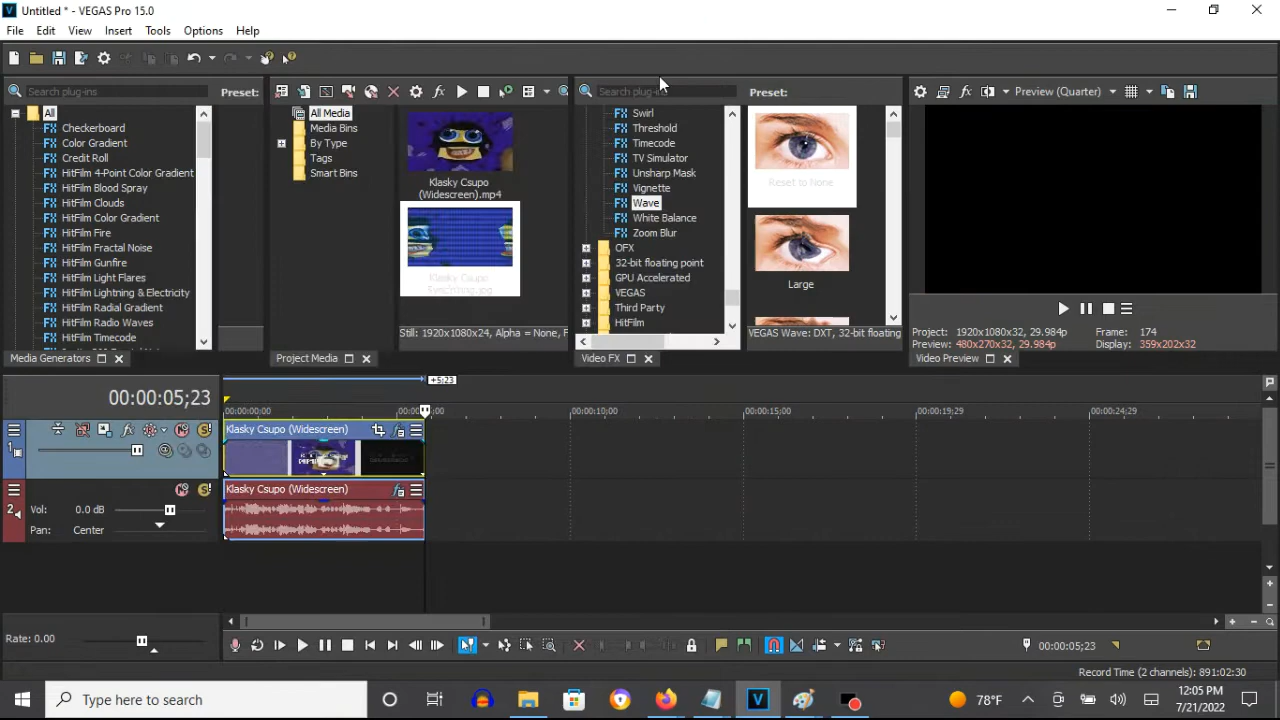 Untitled * - VEGAS Pro 15.0
File Edit View Insert Tools Options Help
Search plug-ins
Preset:
All
Checkerboard
Color Gradient
Credit Roll
HitFilm 4-Point Color Gradient
HitFilm Bird Spray
HitFilm Clouds
HitFilm Color Gradient
HitFilm Fire
HitFilm Fractal Noise
HitFilm Gunfire
HitFilm Light Flares
HitFilm Lightning & Electricity
HitFilm Radial Gradient
HitFilm Radio Waves
HitFilm Timecode
Media Generators
All Media
Media Bins
By Type
Tags
Smart Bins
Klasky Csupo
(Widescreen).mp4
Klasky Csupo
Still: 1920x1080x24, Alpha = None, F
Project Media
Search plug-ins
Swirl
Threshold
Timecode
TV Simulator
Unsharp Mask
Vignette
Wave
White Balance
Zoom Blur
OFX
32-bit floating point
GPU Accelerated
VEGAS
Third Party
HitFilm
Video FX
Preset:
Reset to None
Large
VEGAS Wave: DXT, 32-bit floating
Preview (Quarter)
Project: 1920x1080x32, 29.984p
Frame: 174
Preview: 480x270x32, 29.984p
Display: 359x202x32
Video Preview
00:00:05;23
+5;23
00:00:00;00
00:00:10;00
00:00:15;00
00:00:19;29
00:00:24;29
1
Klasky Csupo (Widescreen)
2
Vol: 0.0 dB
Pan: Center
Klasky Csupo (Widescreen)
Rate: 0.00
00:00:05;23
Record Time (2 channels): 891:02:30
Type here to search
78°F
12:05 PM
7/21/2022